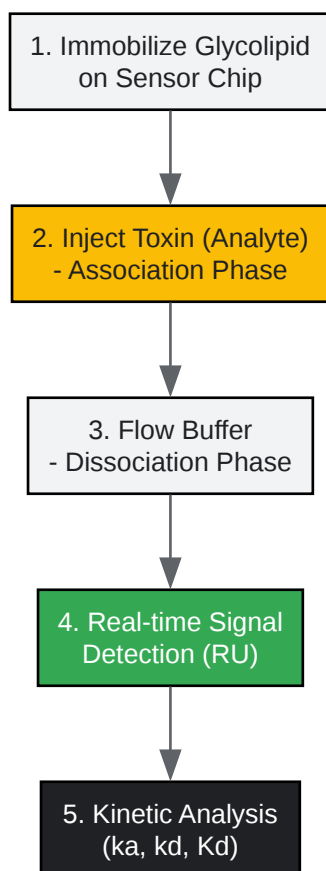 1. Immobilize Glycolipid
on Sensor Chip
2. Inject Toxin (Analyte)
- Association Phase
3. Flow Buffer
- Dissociation Phase
4. Real-time Signal
Detection (RU)
5. Kinetic Analysis
(ka, kd, Kd)